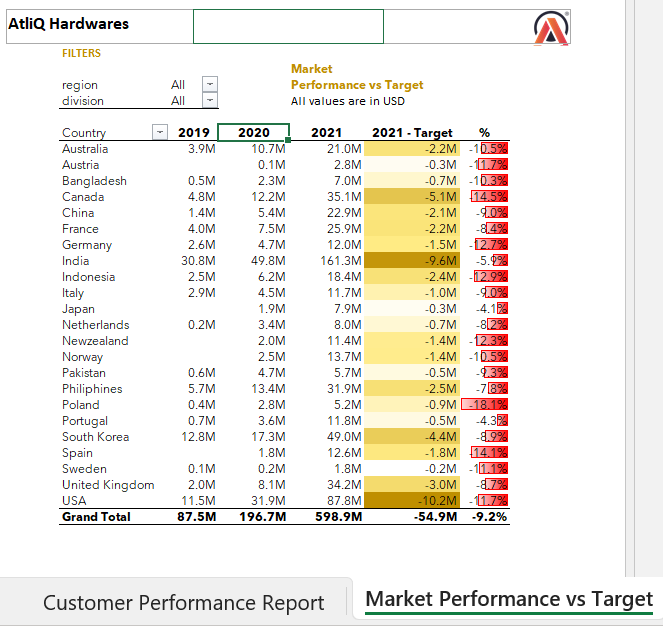 AtliQ Hardwares
FILTERS
Market
region All Performance vs Target
division All All values are in USD
Country 2019 2020 2021 2021 - Target %
Australia 3.9M 10.7M 21.0M -2.2M -10.5%
Austria 0.1M 2.8M -0.3M -11.7%
Bangladesh 0.5M 2.3M 7.0M -0.7M -10.3%
Canada 4.8M 12.2M 35.1M -5.1M -14.5%
China 1.4M 5.4M 22.9M -2.1M -9.0%
France 4.0M 7.5M 25.9M -2.2M -8.4%
Germany 2.6M 4.7M 12.0M -1.5M -12.7%
India 30.8M 49.8M 161.3M -9.6M -5.9%
Indonesia 2.5M 6.2M 18.4M -2.4M -12.9%
Italy 2.9M 4.5M 11.7M -1.0M -9.0%
Japan 1.9M 7.9M -0.3M -4.1%
Netherlands 0.2M 3.4M 8.0M -0.7M -8.2%
Newzealand 2.0M 11.4M -1.4M -12.3%
Norway 2.5M 13.7M -1.4M -10.5%
Pakistan 0.6M 4.7M 5.7M -0.5M -9.3%
Philiphines 5.7M 13.4M 31.9M -2.5M -7.8%
Poland 0.4M 2.8M 5.2M -0.9M -18.1%
Portugal 0.7M 3.6M 11.8M -0.5M -4.3%
South Korea 12.8M 17.3M 49.0M -4.4M -8.9%
Spain 1.8M 12.6M -1.8M -14.1%
Sweden 0.1M 0.2M 1.8M -0.2M -11.1%
United Kingdom 2.0M 8.1M 34.2M -3.0M -8.7%
USA 11.5M 31.9M 87.8M -10.2M -11.7%
Grand Total 87.5M 196.7M 598.9M -54.9M -9.2%
Customer Performance Report Market Performance vs Target